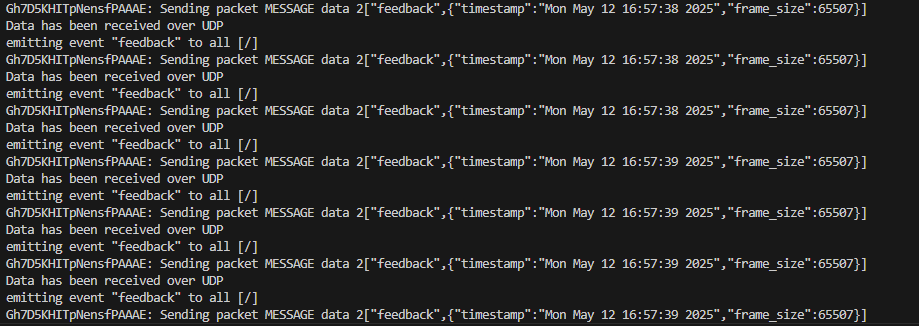 Gh7D5KHITpNensfPAAAE: Sending packet MESSAGE data 2["feedback",{"timestamp":"Mon May 12 16:57:38 2025","frame_size":65507}]
Data has been received over UDP
emitting event "feedback" to all [/]
Gh7D5KHITpNensfPAAAE: Sending packet MESSAGE data 2["feedback",{"timestamp":"Mon May 12 16:57:38 2025","frame_size":65507}]
Data has been received over UDP
emitting event "feedback" to all [/]
Gh7D5KHITpNensfPAAAE: Sending packet MESSAGE data 2["feedback",{"timestamp":"Mon May 12 16:57:38 2025","frame_size":65507}]
Data has been received over UDP
emitting event "feedback" to all [/]
Gh7D5KHITpNensfPAAAE: Sending packet MESSAGE data 2["feedback",{"timestamp":"Mon May 12 16:57:39 2025","frame_size":65507}]
Data has been received over UDP
emitting event "feedback" to all [/]
Gh7D5KHITpNensfPAAAE: Sending packet MESSAGE data 2["feedback",{"timestamp":"Mon May 12 16:57:39 2025","frame_size":65507}]
Data has been received over UDP
emitting event "feedback" to all [/]
Gh7D5KHITpNensfPAAAE: Sending packet MESSAGE data 2["feedback",{"timestamp":"Mon May 12 16:57:39 2025","frame_size":65507}]
Data has been received over UDP
emitting event "feedback" to all [/]
Gh7D5KHITpNensfPAAAE: Sending packet MESSAGE data 2["feedback",{"timestamp":"Mon May 12 16:57:39 2025","frame_size":65507}]